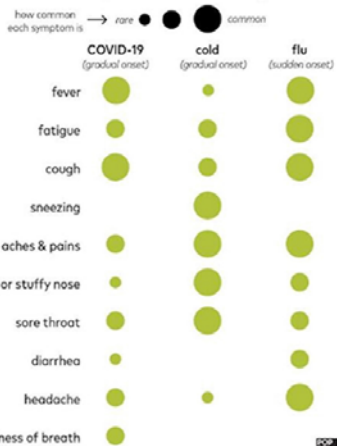 how common
each symptom is
rare
common
COVID-19 cold flu
(gradual onset) (gradual onset) (sudden onset)
fever
fatigue
cough
sneezing
aches & pains
or stuffy nose
sore throat
diarrhea
headache
ness of breath
POP